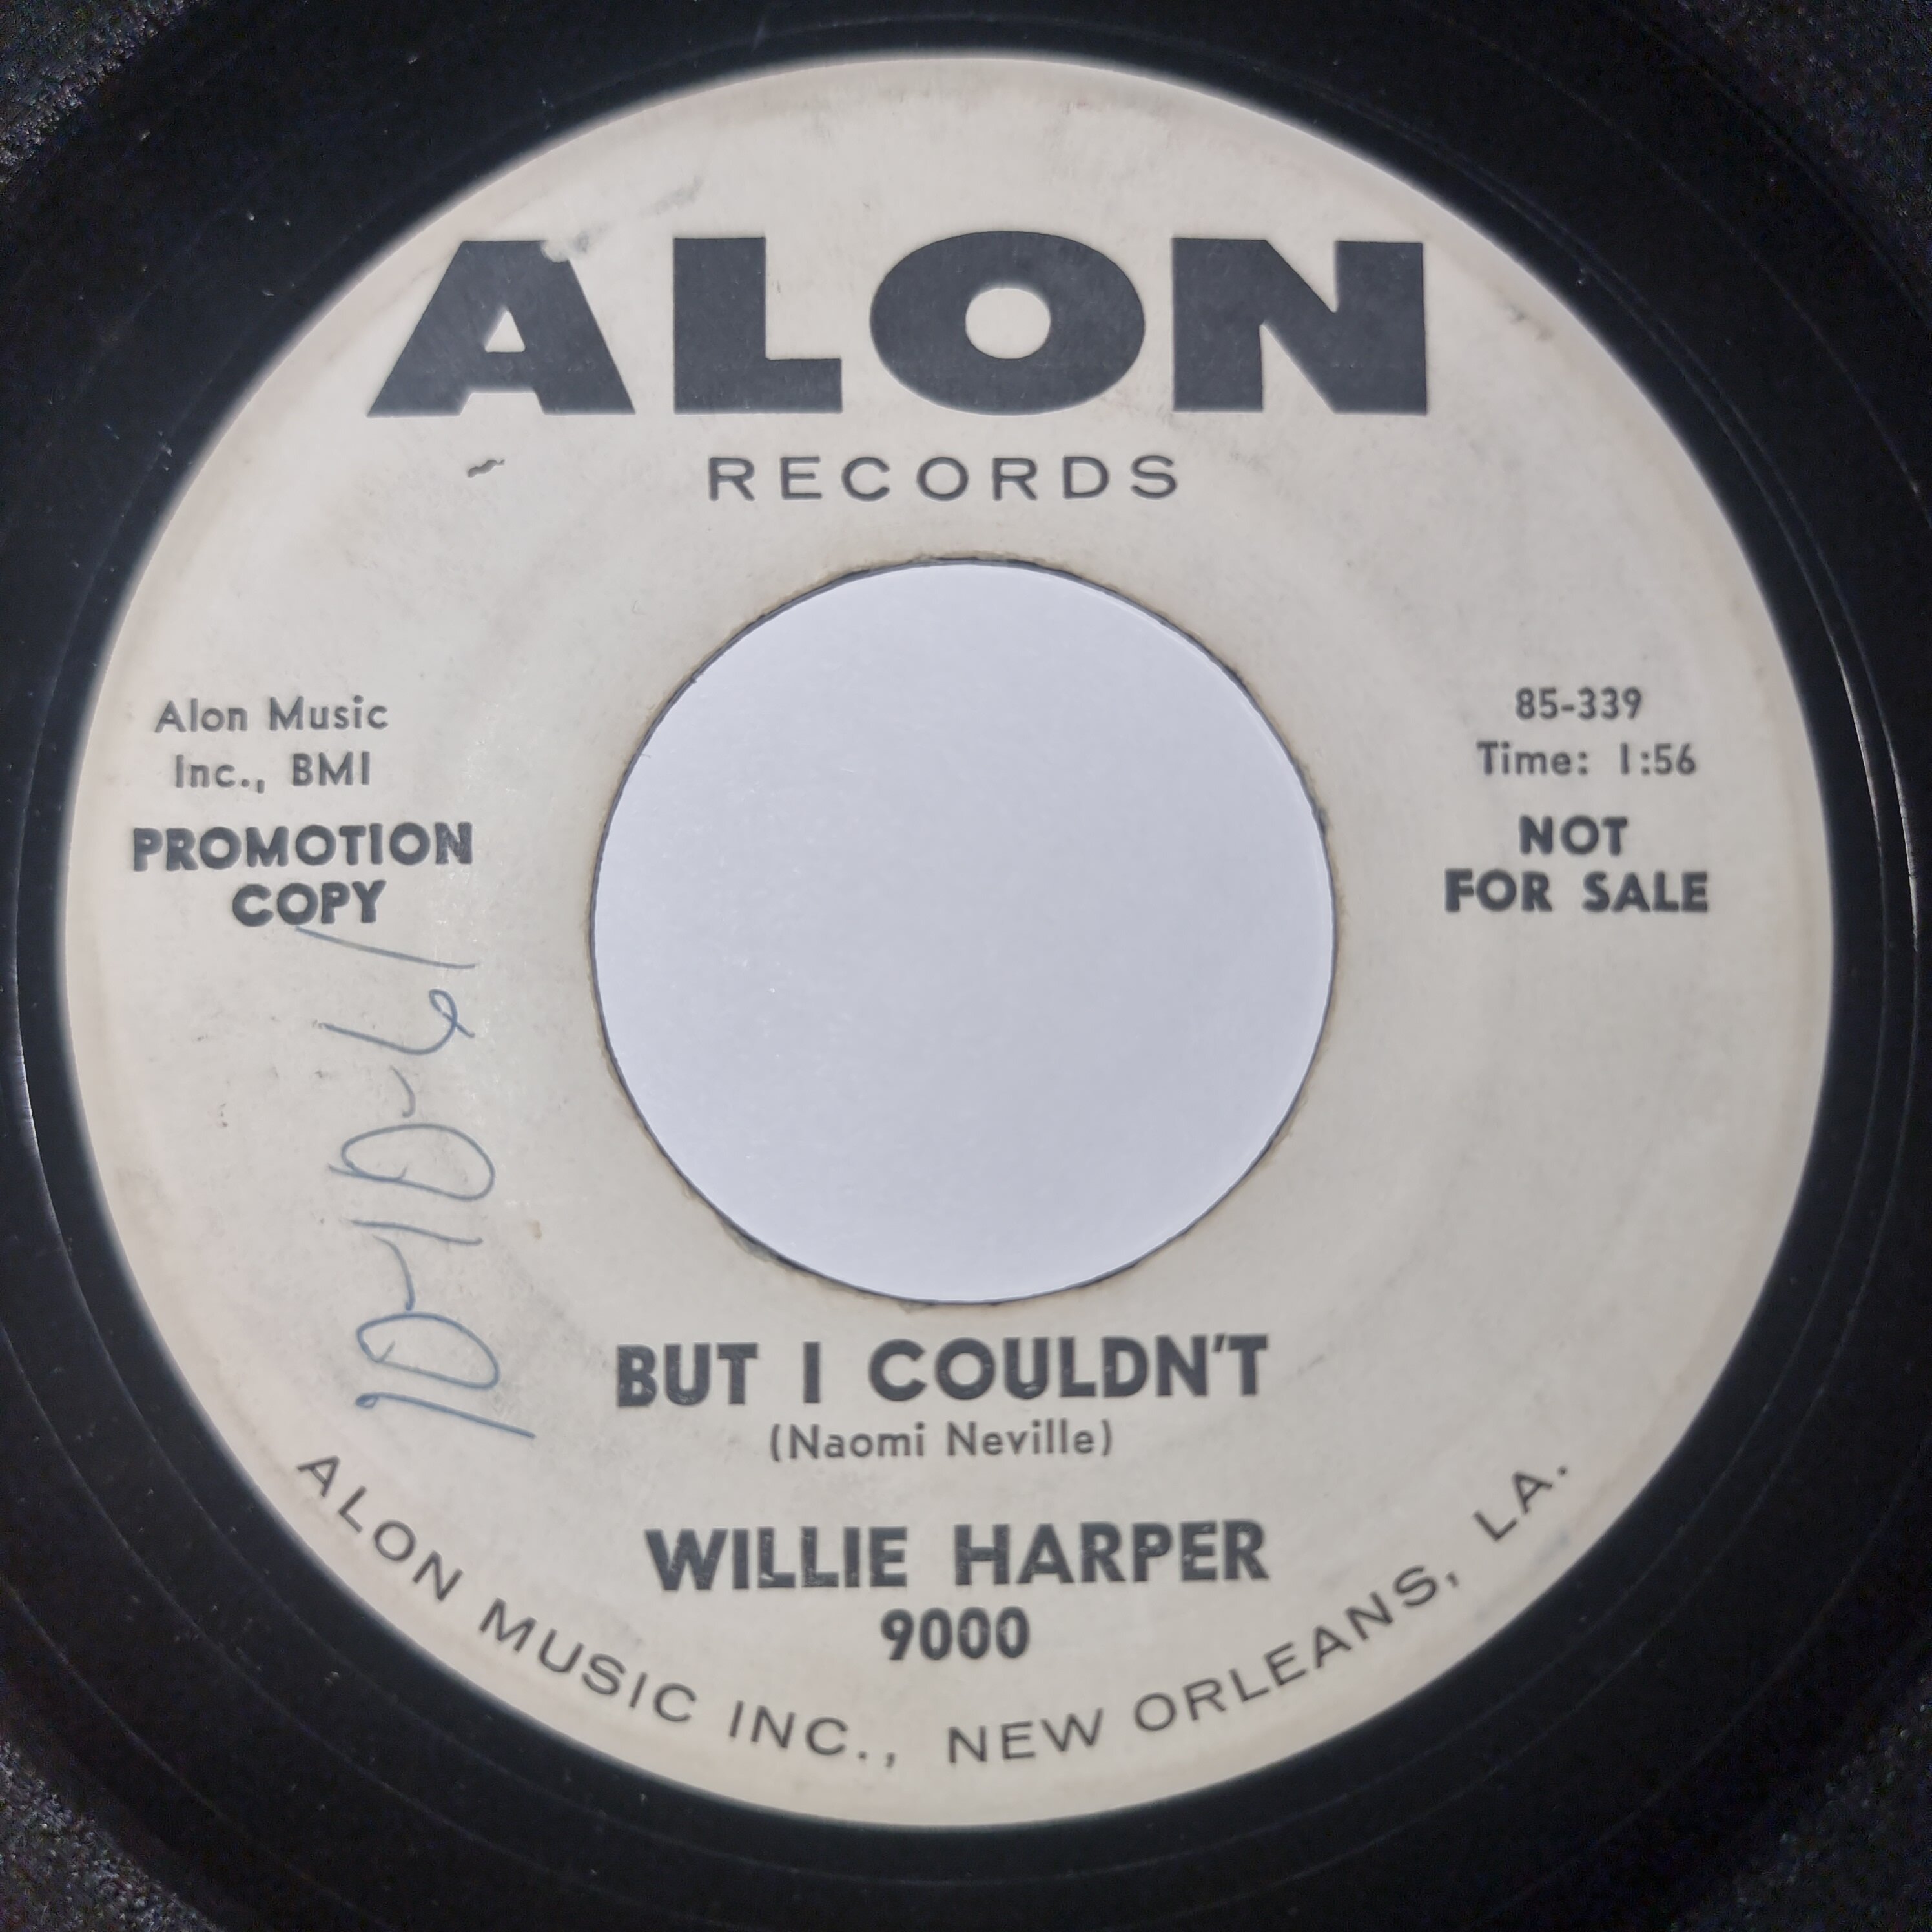 ALON
RECORDS
Alon Music
Inc., BMI
PROMOTION
COPY
85-339
Time: 1:56
NOT
FOR SALE
10-10-61
BUT I COULDN'T
(Naomi Neville)
WILLIE HARPER
9000
ALON MUSIC INC., NEW ORLEANS, LA.